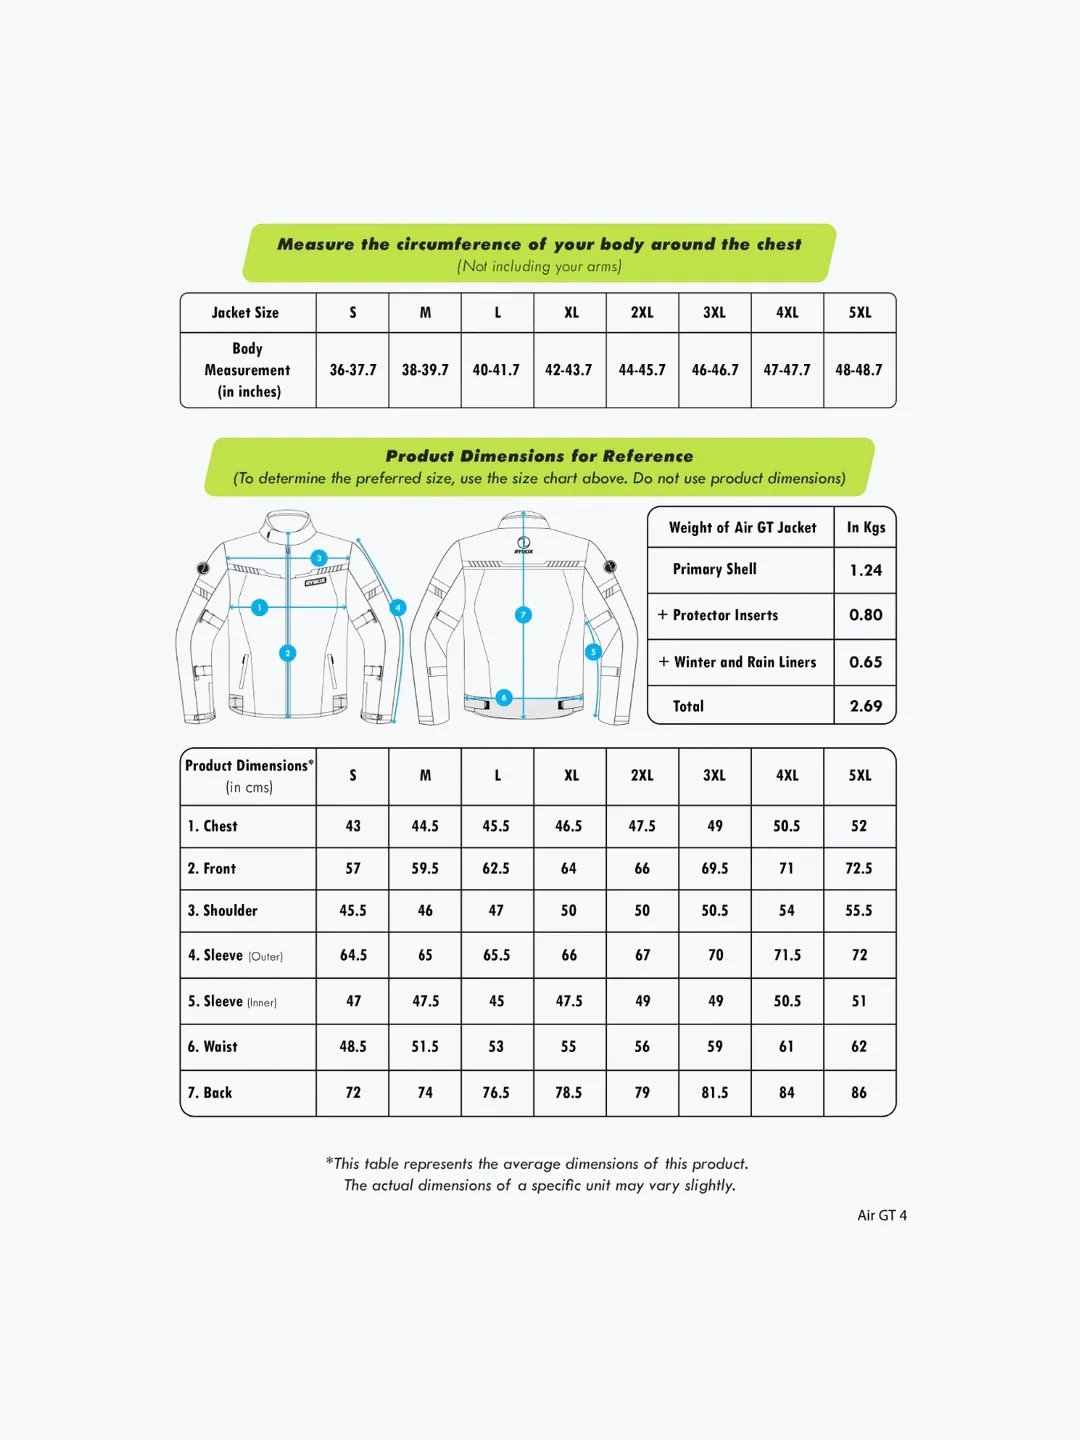 Measure the circumference of your body around the chest
(Not including your arms)
Jacket Size S M L XL 2XL 3XL 4XL 5XL
Body
Measurement 36-37.7 38-39.7 40-41.7 42-43.7 44-45.7 46-46.7 47-47.7 48-48.7
(in inches)
Product Dimensions for Reference
(To determine the preferred size, use the size chart above. Do not use product dimensions)
RYNOX
3
1
4
2
RYNOX
7
5
6
Weight of Air GT Jacket In Kgs
Primary Shell 1.24
+ Protector Inserts 0.80
+ Winter and Rain Liners 0.65
Total 2.69
Product Dimensions*
(in cms) S M L XL 2XL 3XL 4XL 5XL
1. Chest 43 44.5 45.5 46.5 47.5 49 50.5 52
2. Front 57 59.5 62.5 64 66 69.5 71 72.5
3. Shoulder 45.5 46 47 50 50 50.5 54 55.5
4. Sleeve (Outer) 64.5 65 65.5 66 67 70 71.5 72
5. Sleeve (Inner) 47 47.5 45 47.5 49 49 50.5 51
6. Waist 48.5 51.5 53 55 56 59 61 62
7. Back 72 74 76.5 78.5 79 81.5 84 86
*This table represents the average dimensions of this product.
The actual dimensions of a specific unit may vary slightly.
Air GT 4